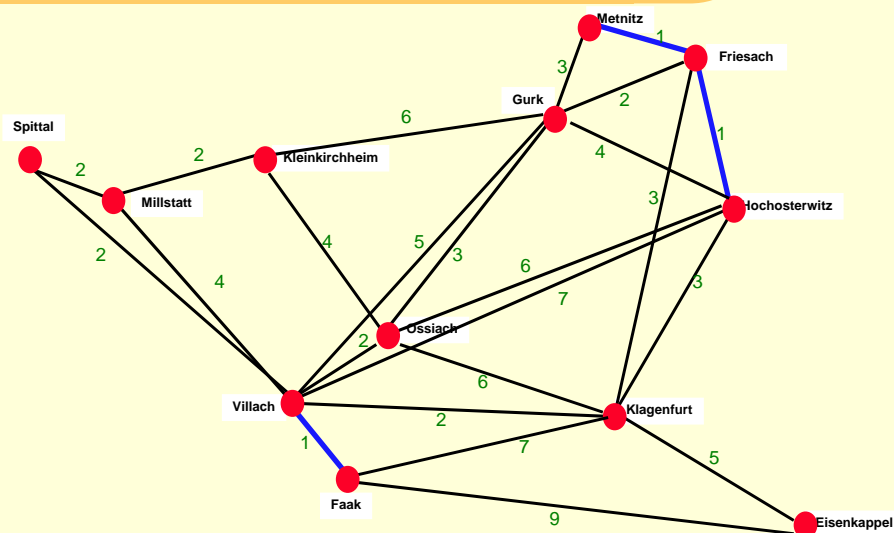 Metnitz
1
Friesach
3
Gurk
2
6
1
Spittal
4
2
2
Kleinkirchheim
3
Millstatt
Hochosterwitz
4
5
3
2
6
4
3
7
Ossiach
2
6
Villach
2
Klagenfurt
1
7
5
Faak
9
Eisenkappel